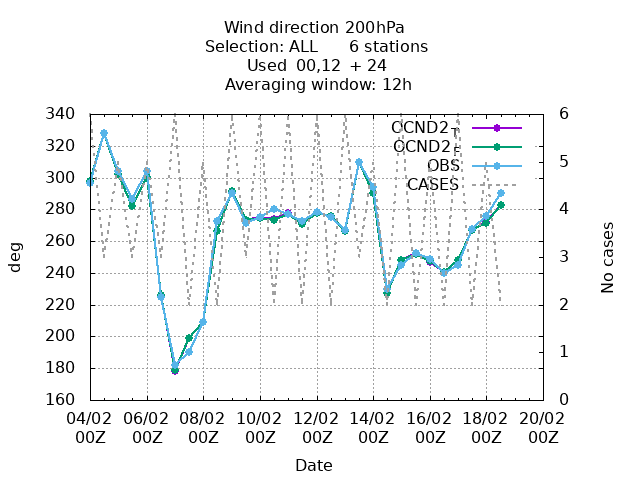 Wind direction 200hPa
Selection: ALL 6 stations
Used 00,12 + 24
Averaging window: 12h
deg
340
320
300
280
260
240
220
200
180
160
6
5
4
3
2
1
0
No cases
OBS
CASES
04/02 06/02 08/02 10/02 12/02 14/02 16/02 18/02 20/02
00Z 00Z 00Z 00Z 00Z 00Z 00Z 00Z 00Z
Date